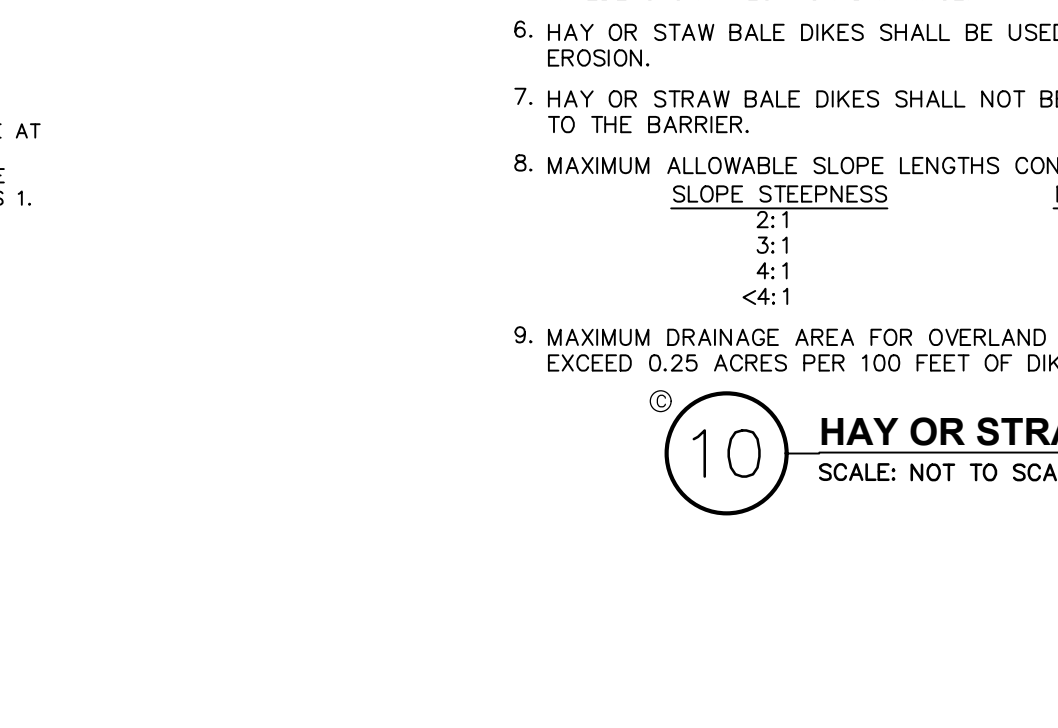 AT
S 1.
6. HAY OR STAW BALE DIKES SHALL BE USED
EROSION.
7. HAY OR STRAW BALE DIKES SHALL NOT BE
TO THE BARRIER.
8. MAXIMUM ALLOWABLE SLOPE LENGTHS CON
SLOPE STEEPNESS
2:1
3:1
4:1
<4:1
9. MAXIMUM DRAINAGE AREA FOR OVERLAND
EXCEED 0.25 ACRES PER 100 FEET OF DIK
©
10
HAY OR STRA
SCALE: NOT TO SCA